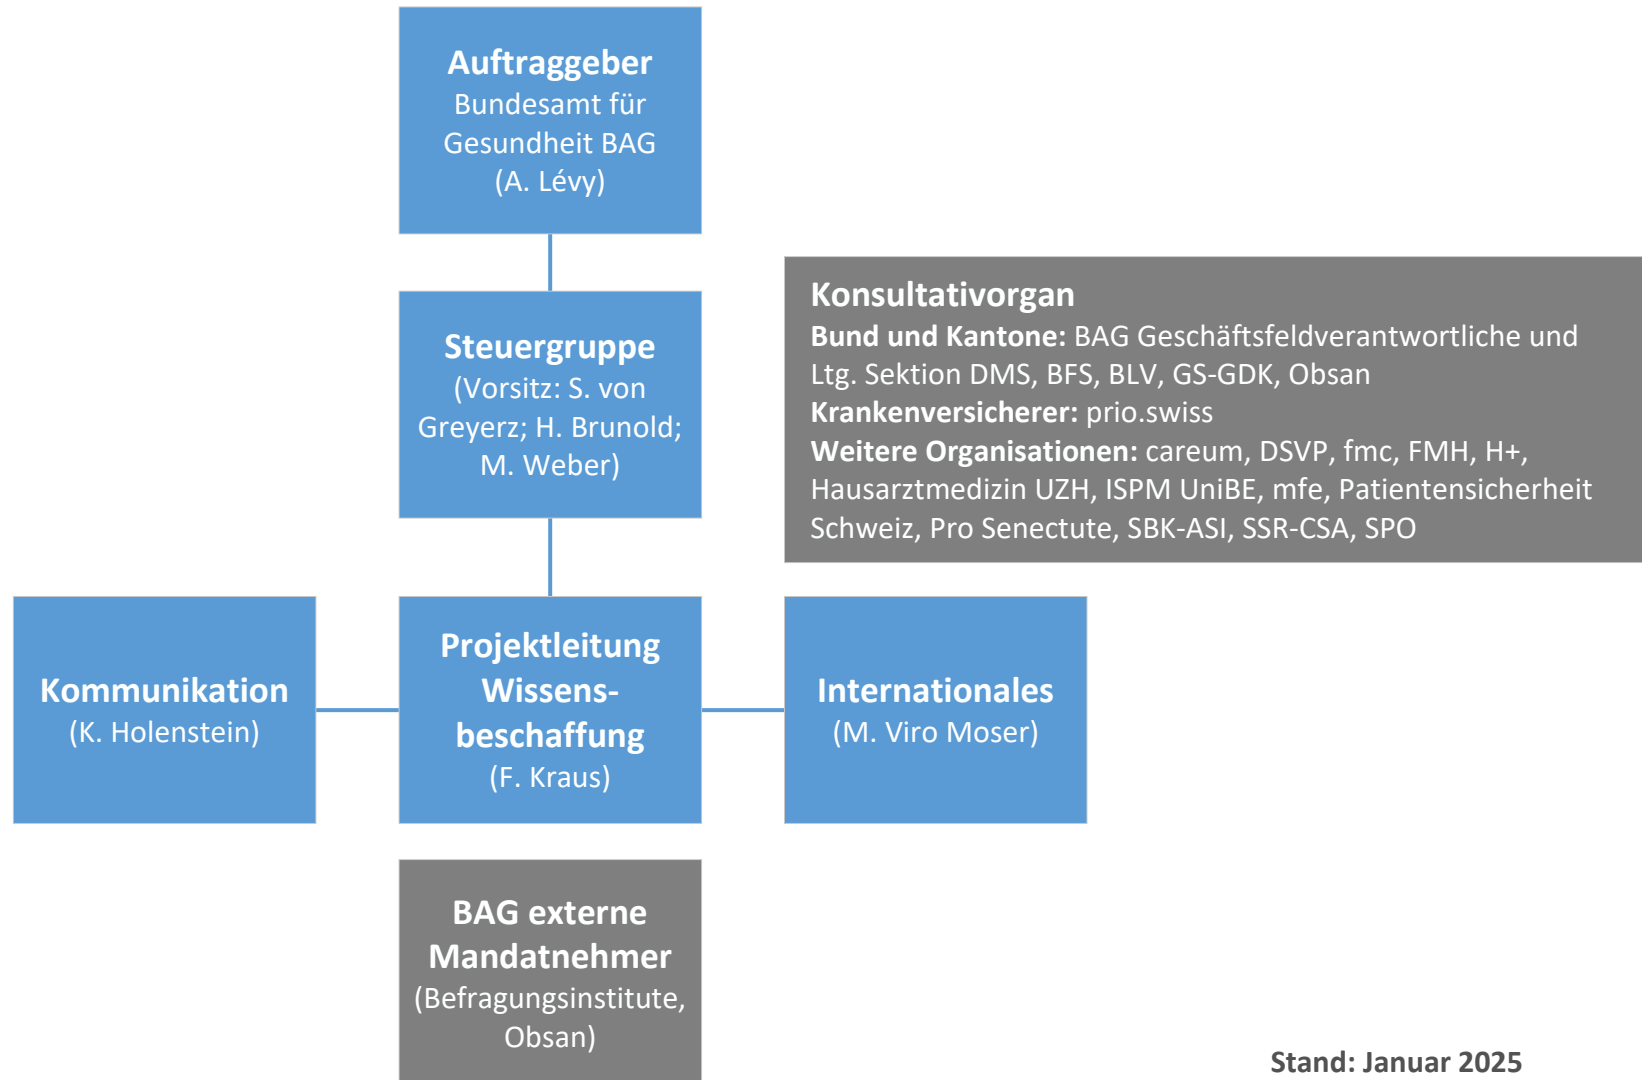 Auftraggeber
Bundesamt für
Gesundheit BAG
(A. Lévy)
Steuergruppe
(Vorsitz: S. von
Greyerz; H. Brunold;
M. Weber)
Konsultativorgan
Bund und Kantone: BAG Geschäftsfeldverantwortliche und
Ltg. Sektion DMS, BFS, BLV, GS-GDK, Obsan
Krankenversicherer: prio.swiss
Weitere Organisationen: careum, DSVP, fmc, FMH, H+,
Hausarztmedizin UZH, ISPM UniBE, mfe, Patientensicherheit
Schweiz, Pro Senectute, SBK-ASI, SSR-CSA, SPO
Kommunikation
(K. Holenstein)
Projektleitung
Wissens-
beschaffung
(F. Kraus)
Internationales
(M. Viro Moser)
BAG externe
Mandatnehmer
(Befragungsinstitute,
Obsan)
Stand: Januar 2025